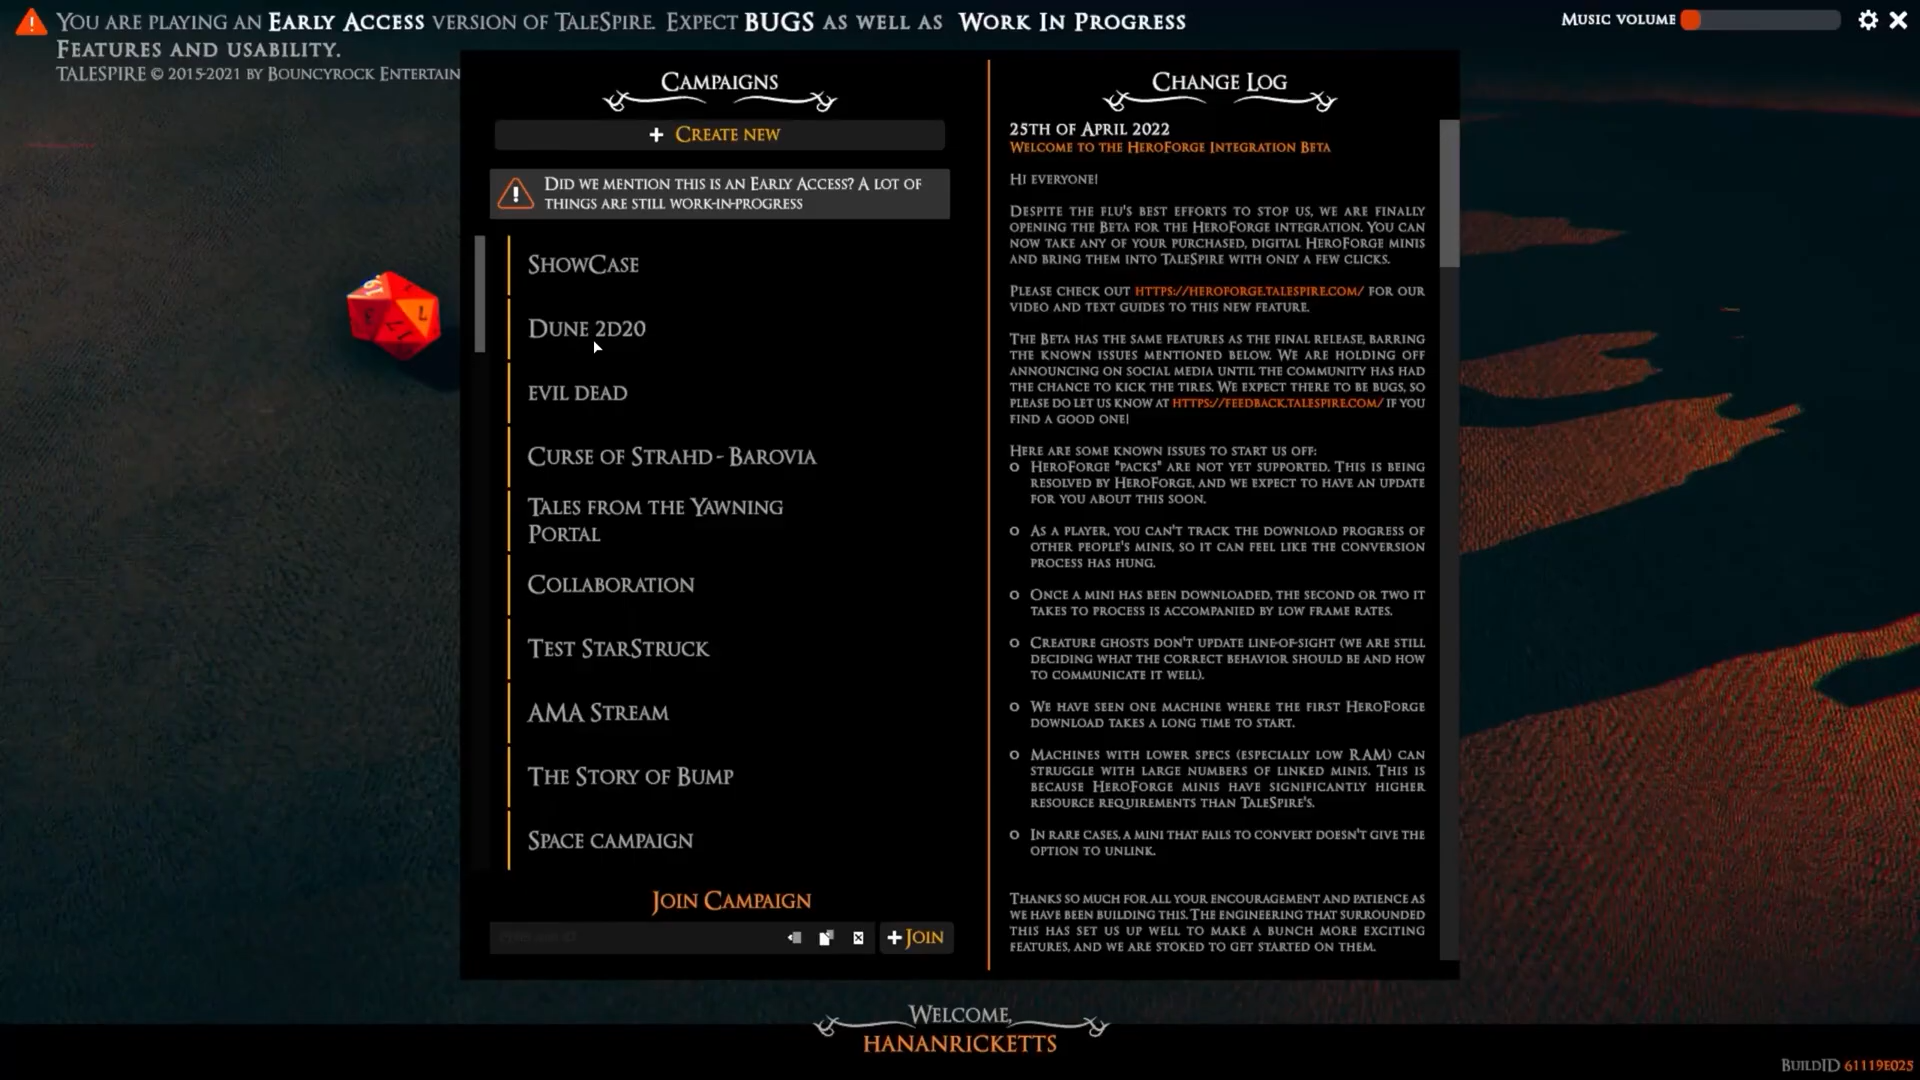 You are playing an Early Access version of TaleSpire. Expect BUGS as well as Work In Progress
Features and usability.
TaleSpire © 2015-2021 by Bouncyrock Entertain
Music volume
Campaigns
+ Create new
Did we mention this is an Early Access? A lot of
things are still work-in-progress
ShowCase
Dune 2d20
evil dead
Curse of Strahd - Barovia
Tales from the Yawning
Portal
Collaboration
Test StarStruck
AMA Stream
The Story of Bump
Space campaign
Join Campaign
+ Join
Change Log
25th of April 2022
Welcome to the HeroForge Integration Beta
Hi everyone!
Despite the flu's best efforts to stop us, we are finally
opening the Beta for the HeroForge integration. You can
now take any of your purchased, digital HeroForge minis
and bring them into TaleSpire with only a few clicks.
Please check out https://heroforge.talespire.com/ for our
video and text guides to this new feature.
The Beta has the same features as the final release, barring
the known issues mentioned below. We are holding off
announcing on social media until the community has had
the chance to kick the tires. We expect there to be bugs, so
please do let us know at https://feedback.talespire.com/ if you
find a good one!
Here are some known issues to start us off:
o HeroForge "packs" are not yet supported. This is being
resolved by HeroForge, and we expect to have an update
for you about this soon.
o As a player, you can't track the download progress of
other people's minis, so it can feel like the conversion
process has hung.
o Once a mini has been downloaded, the second or two it
takes to process is accompanied by low frame rates.
o Creature ghosts don't update line-of-sight (we are still
deciding what the correct behavior should be and how
to communicate it well).
o We have seen one machine where the first HeroForge
download takes a long time to start.
o Machines with lower specs (especially low RAM) can
struggle with large numbers of linked minis. This is
because HeroForge minis have significantly higher
resource requirements than TaleSpire's.
o In rare cases, a mini that fails to convert doesn't give the
option to unlink.
Thanks so much for all your encouragement and patience as
we have been building this. The engineering that surrounded
this has set us up well to make a bunch more exciting
features, and we are stoked to get started on them.
Welcome,
hananricketts
BuildID 61119e025